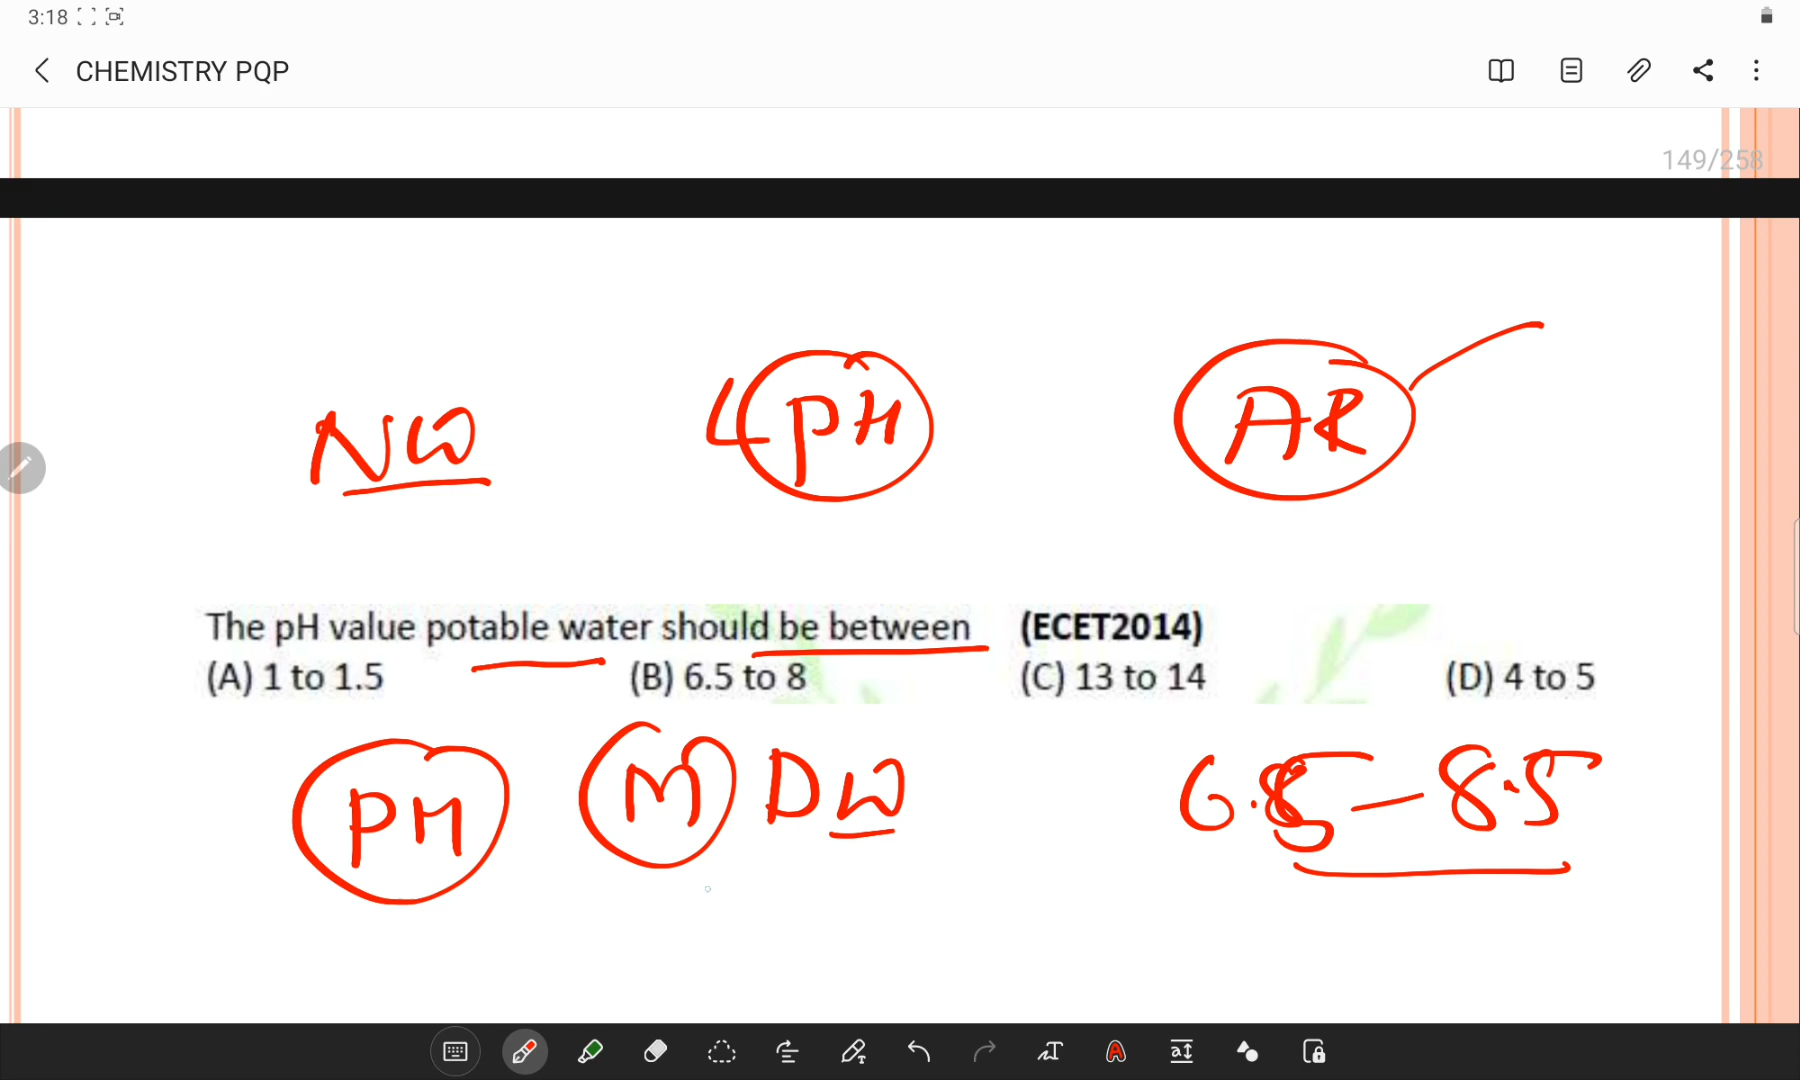 3:18
CHEMISTRY PQP
149/258
NW PH AR
The pH value potable water should be between (ECET2014)
(A) 1 to 1.5 (B) 6.5 to 8 (C) 13 to 14 (D) 4 to 5
PH M DW 6.5 — 8.5